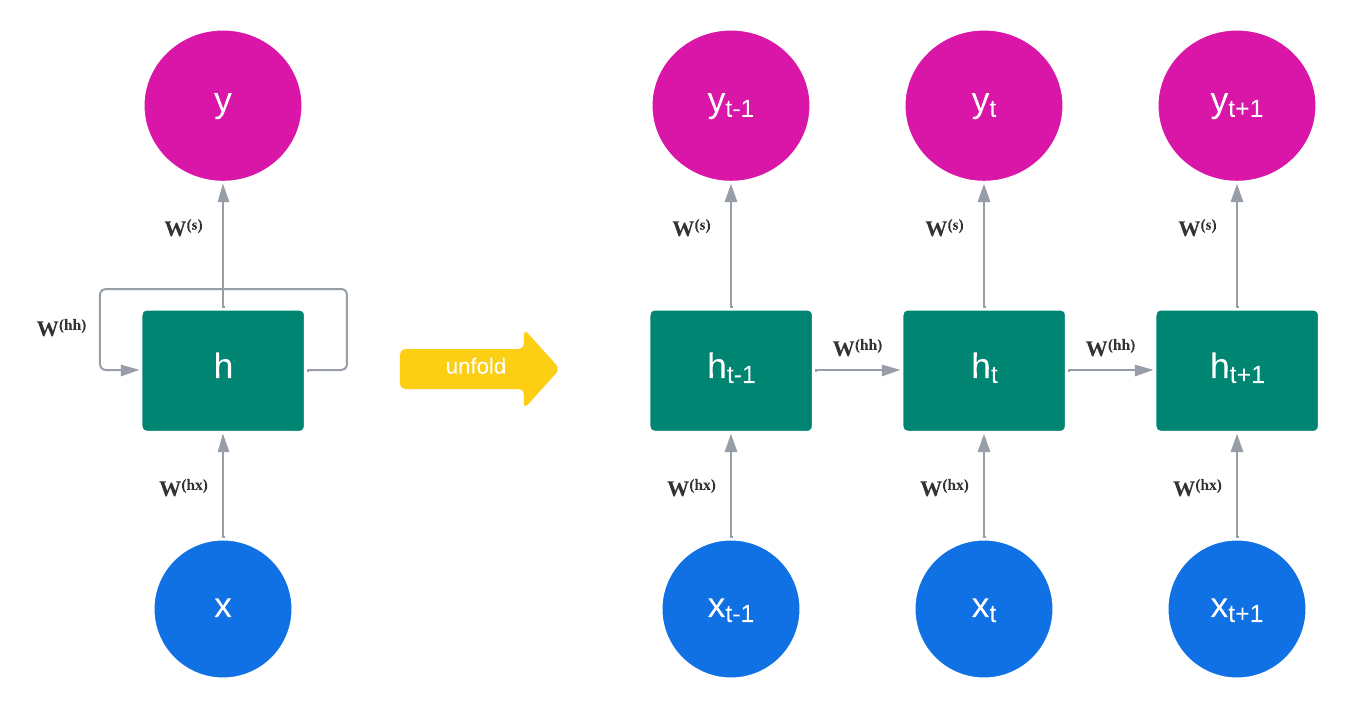 y
y_{t-1}
y_t
y_{t+1}
W^{(s)}
W^{(s)}
W^{(s)}
W^{(s)}
W^{(hh)}
h
unfold
h_{t-1}
W^{(hh)}
h_t
W^{(hh)}
h_{t+1}
W^{(hx)}
W^{(hx)}
W^{(hx)}
W^{(hx)}
x
x_{t-1}
x_t
x_{t+1}